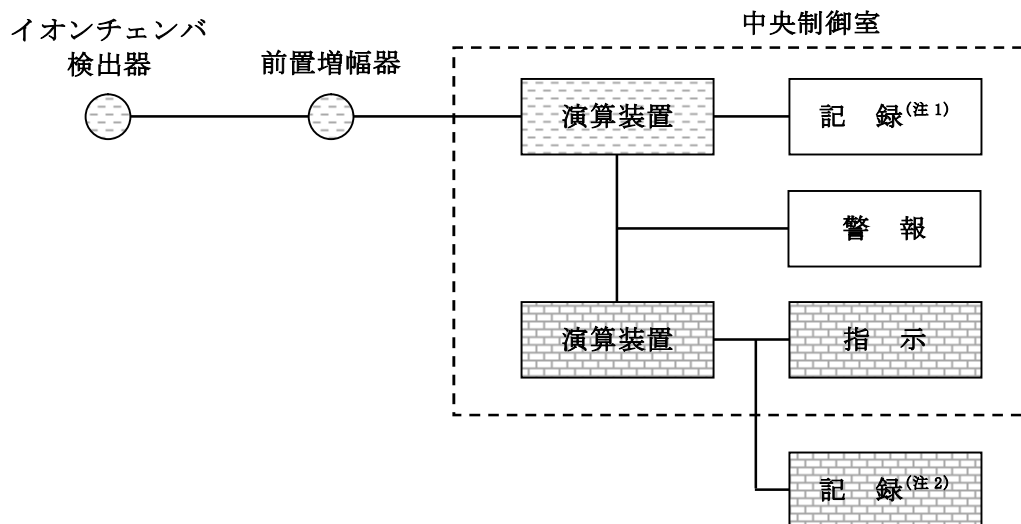 中央制御室
イオンチェンバ
検出器
前置増幅器
演算装置
記 録(注1)
警 報
演算装置
指 示
記 録(注2)